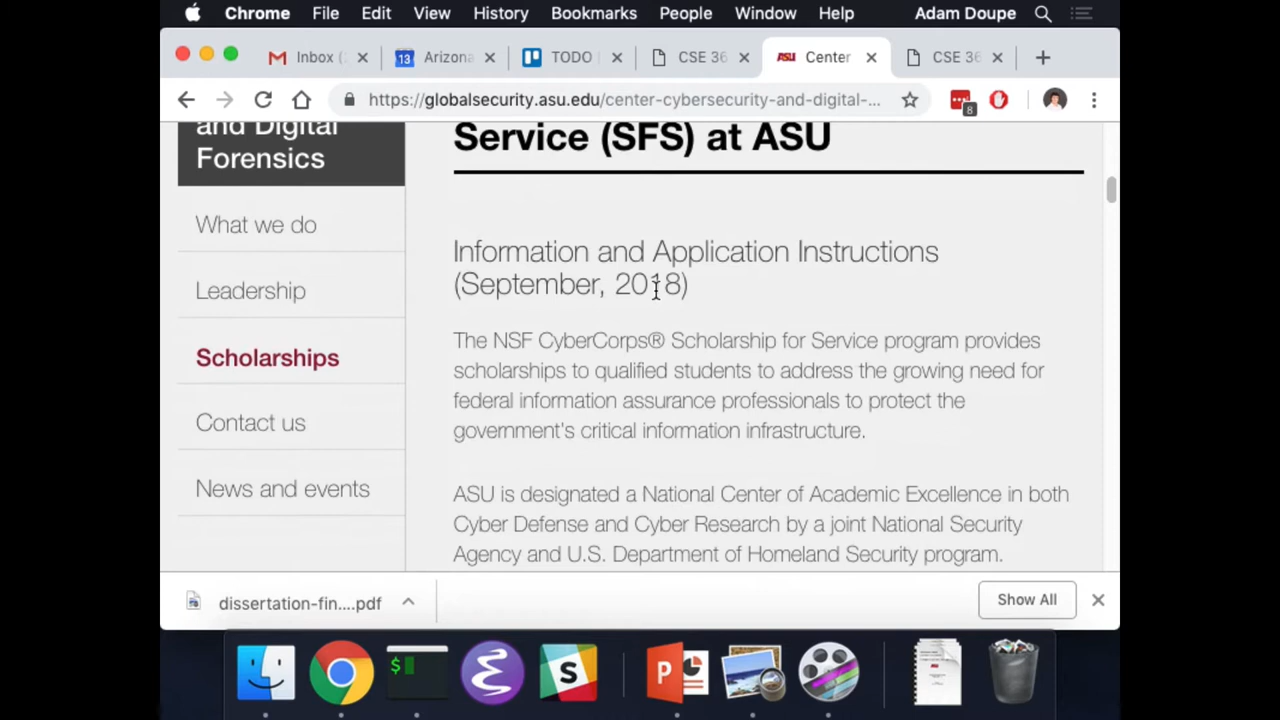 Chrome File Edit View History Bookmarks People Window Help Adam Doupe
Inbox ( Arizona TODO CSE 36 ASU Center CSE 36
13
https://globalsecurity.asu.edu/center-cybersecurity-and-digital-... 8
and Digital
Forensics
What we do
Leadership
Scholarships
Contact us
News and events
Service (SFS) at ASU
Information and Application Instructions
(September, 2018)
The NSF CyberCorps® Scholarship for Service program provides
scholarships to qualified students to address the growing need for
federal information assurance professionals to protect the
government's critical information infrastructure.
ASU is designated a National Center of Academic Excellence in both
Cyber Defense and Cyber Research by a joint National Security
Agency and U.S. Department of Homeland Security program.
dissertation-fin....pdf Show All
$
S P